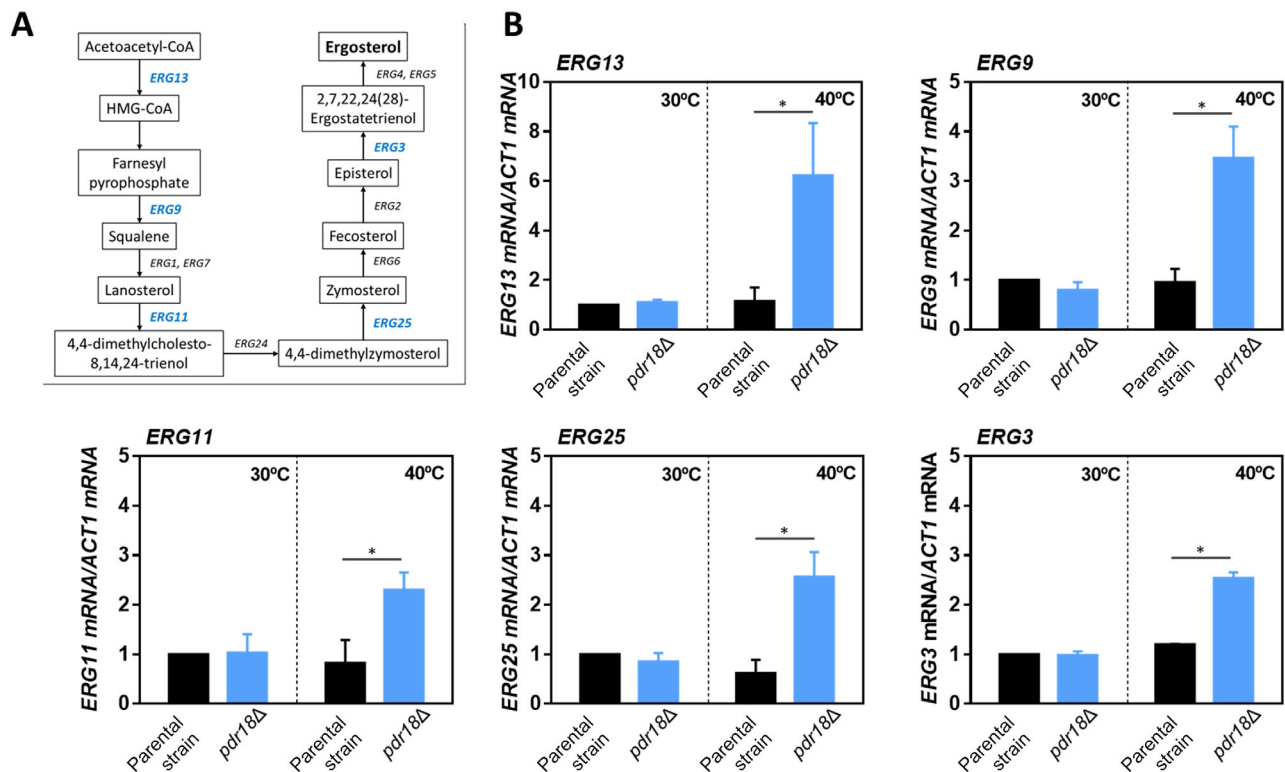 A
Acetoacetyl-CoA
ERG13
HMG-CoA
Farnesyl
pyrophosphate
ERG9
Squalene
ERG1, ERG7
Lanosterol
ERG11
4,4-dimethylcholesto-
8,14,24-trienol
ERG24
4,4-dimethylzymosterol
ERG25
Zymosterol
ERG6
Fecosterol
ERG2
Episterol
ERG3
2,7,22,24(28)-
Ergostatetrienol
ERG4, ERG5
Ergosterol
B
ERG13
ERG13 mRNA/ACT1 mRNA
10
8
6
4
2
0
30ºC
40ºC
*
Parental
strain
pdr18Δ
Parental
strain
pdr18Δ
ERG9
ERG9 mRNA/ACT1 mRNA
5
4
3
2
1
0
30ºC
40ºC
*
Parental
strain
pdr18Δ
Parental
strain
pdr18Δ
ERG11
ERG11 mRNA/ACT1 mRNA
5
4
3
2
1
0
30ºC
40ºC
*
Parental
strain
pdr18Δ
Parental
strain
pdr18Δ
ERG25
ERG25 mRNA/ACT1 mRNA
5
4
3
2
1
0
30ºC
40ºC
*
Parental
strain
pdr18Δ
Parental
strain
pdr18Δ
ERG3
ERG3 mRNA/ACT1 mRNA
5
4
3
2
1
0
30ºC
40ºC
*
Parental
strain
pdr18Δ
Parental
strain
pdr18Δ